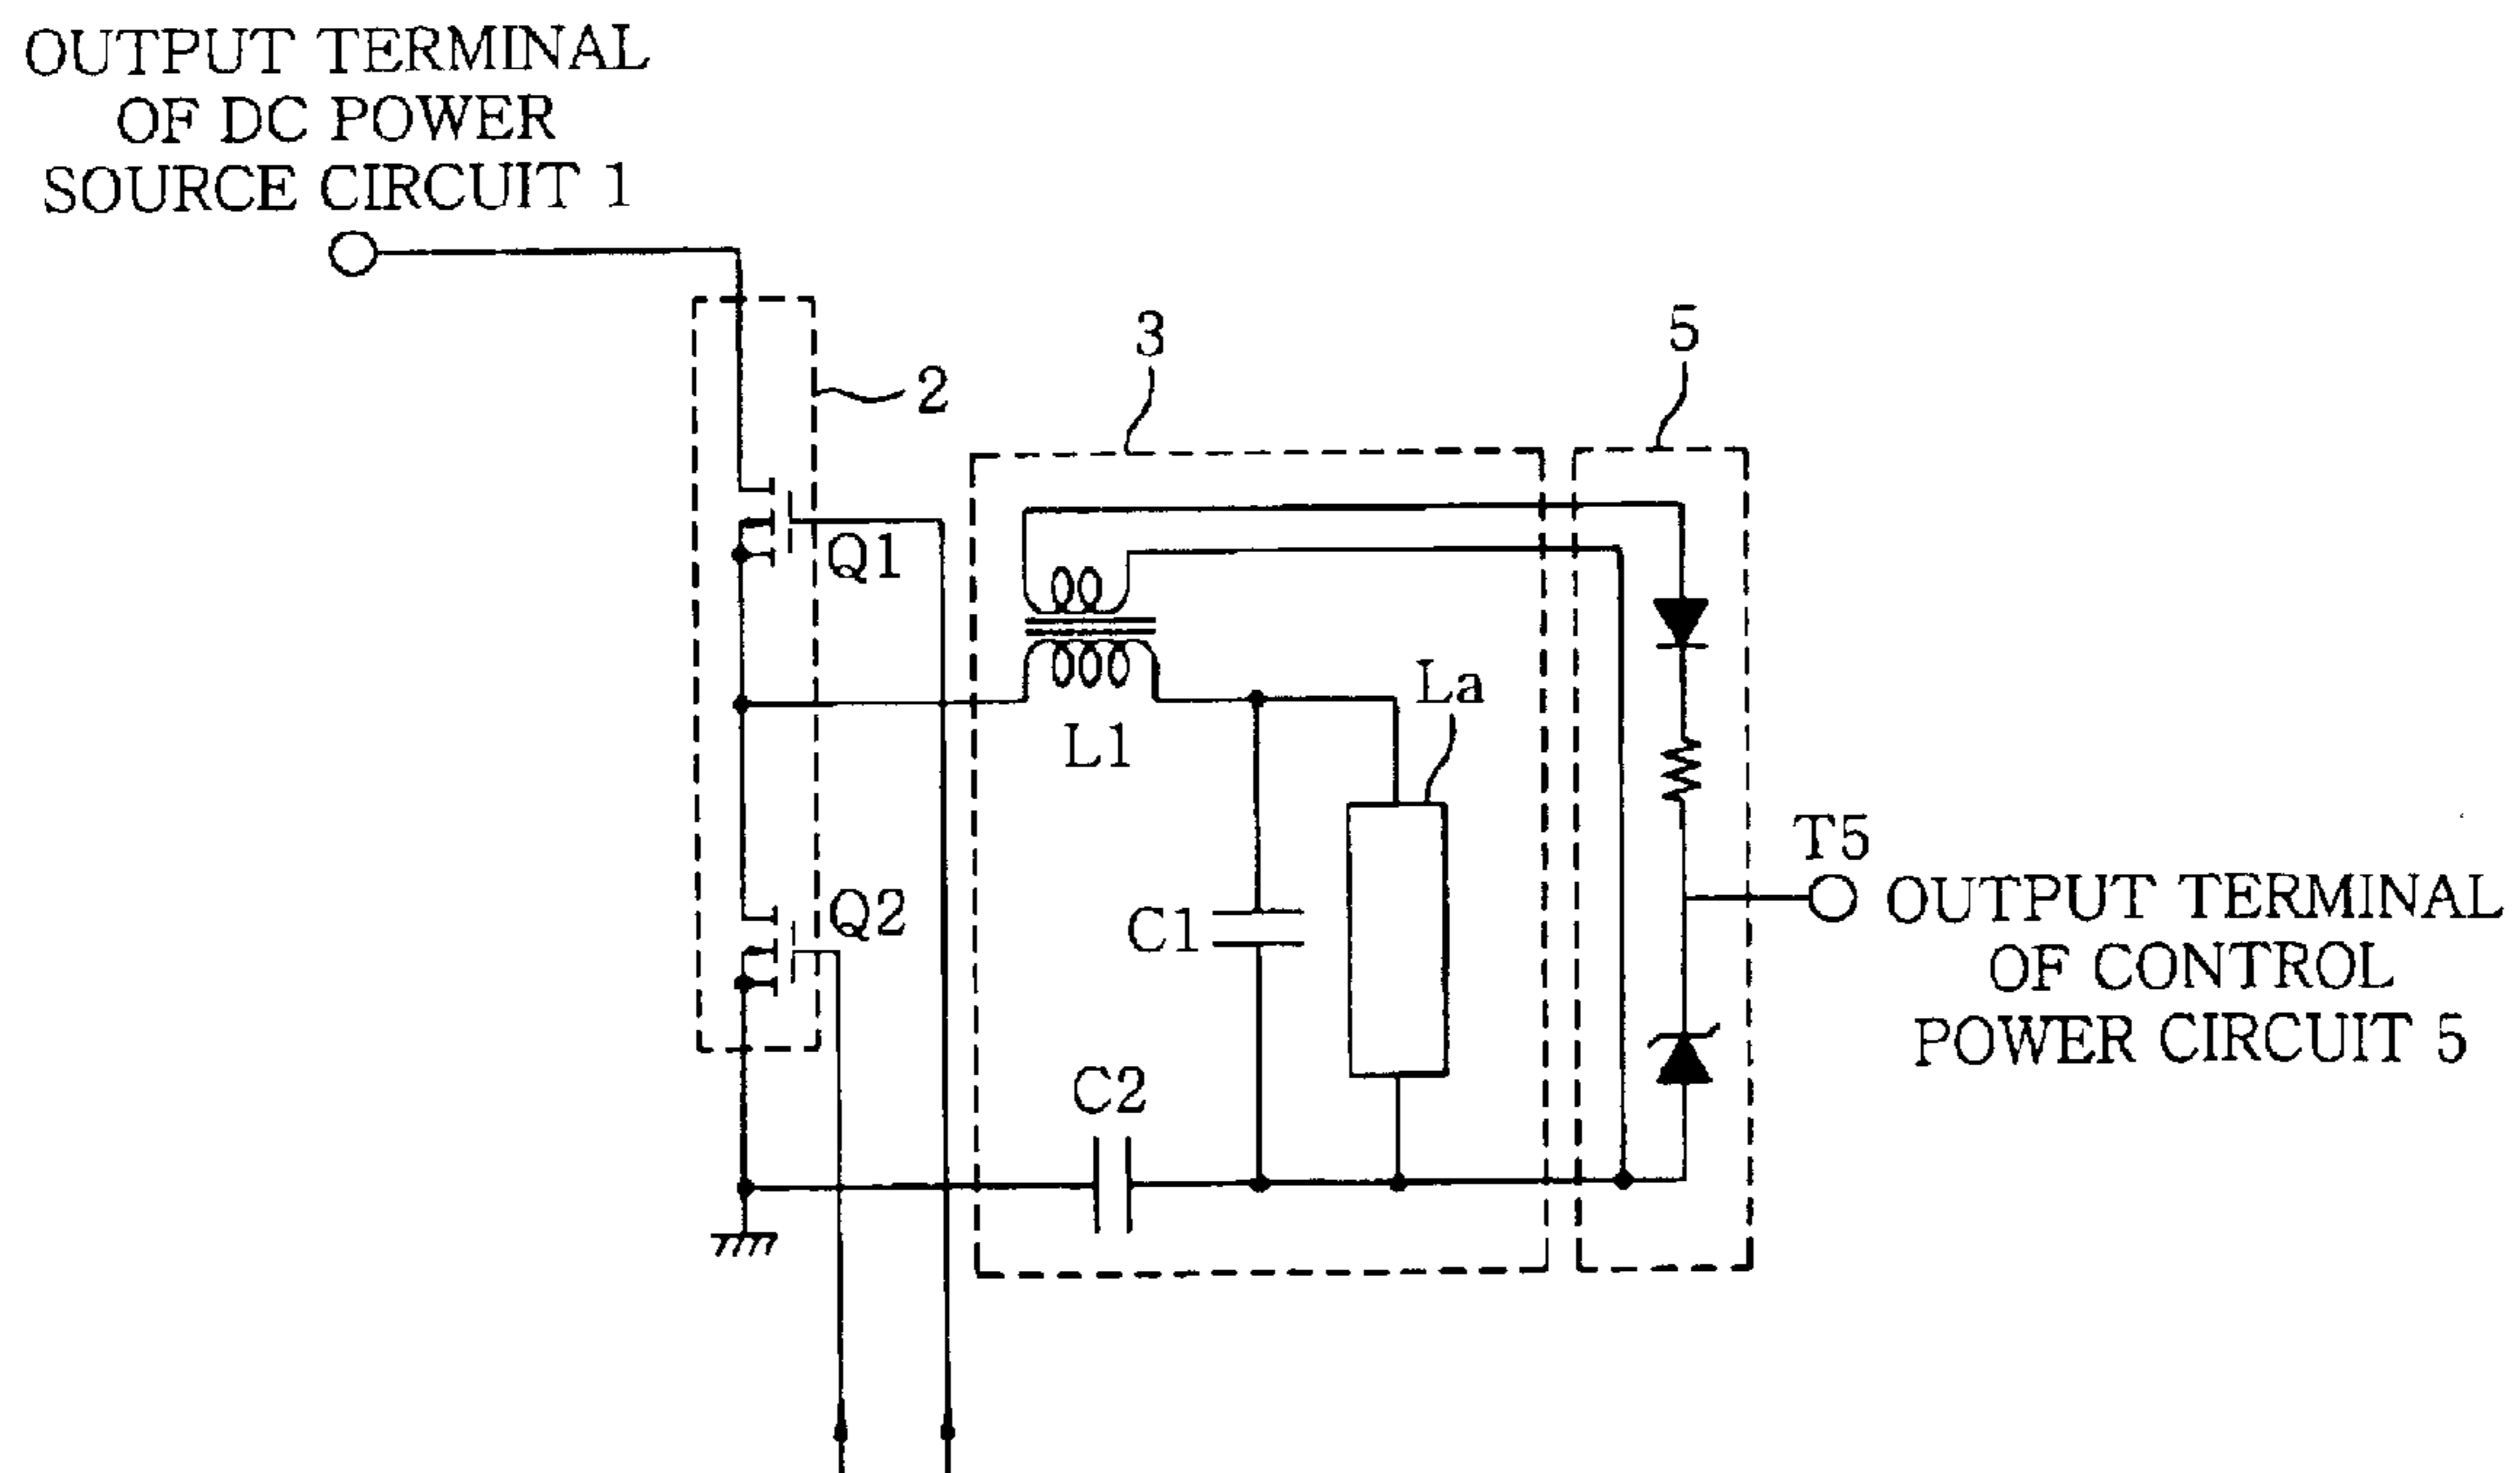 OUTPUT TERMINAL
OF DC POWER
SOURCE CIRCUIT 1
2
3
5
Q1
La
L1
T5
Q2
C1
OUTPUT TERMINAL
OF CONTROL
POWER CIRCUIT 5
C2